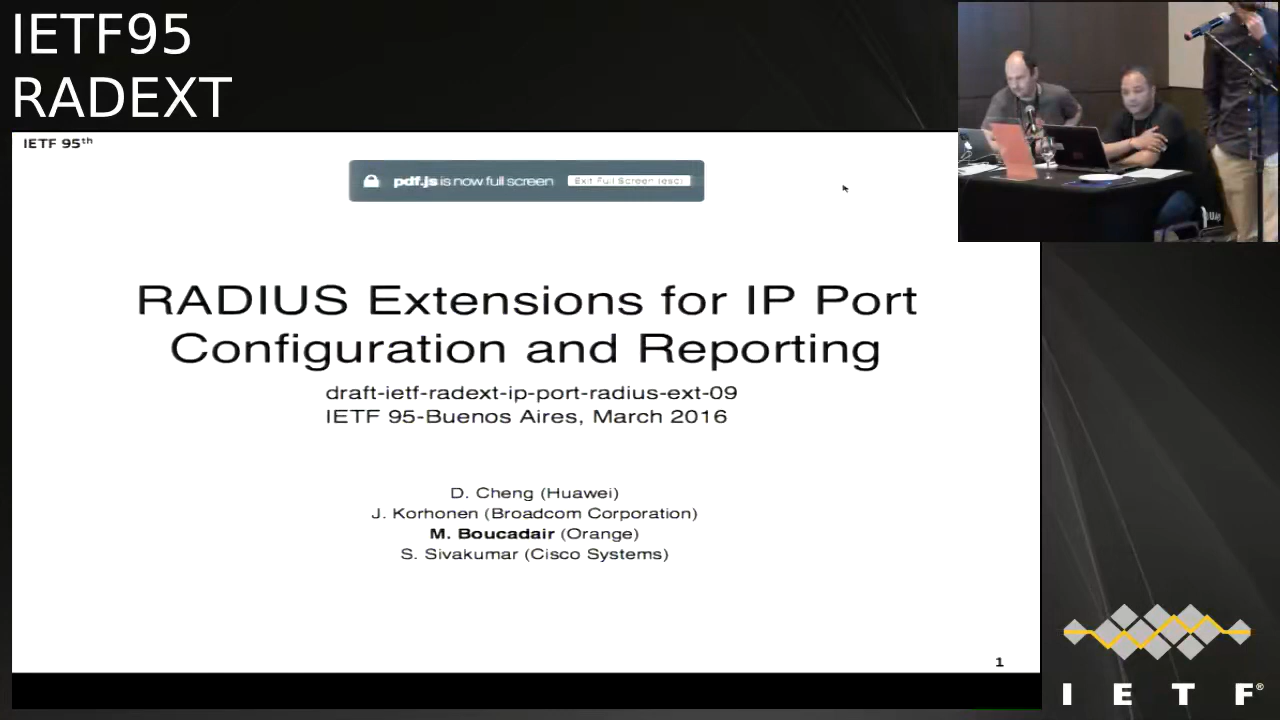 IETF95
RADEXT
IETF 95th
pdf.js is now full screen Exit Full Screen (esc)
RADIUS Extensions for IP Port
Configuration and Reporting
draft-ietf-radext-ip-port-radius-ext-09
IETF 95-Buenos Aires, March 2016
D. Cheng (Huawei)
J. Korhonen (Broadcom Corporation)
M. Boucadair (Orange)
S. Sivakumar (Cisco Systems)
1
I E T F®